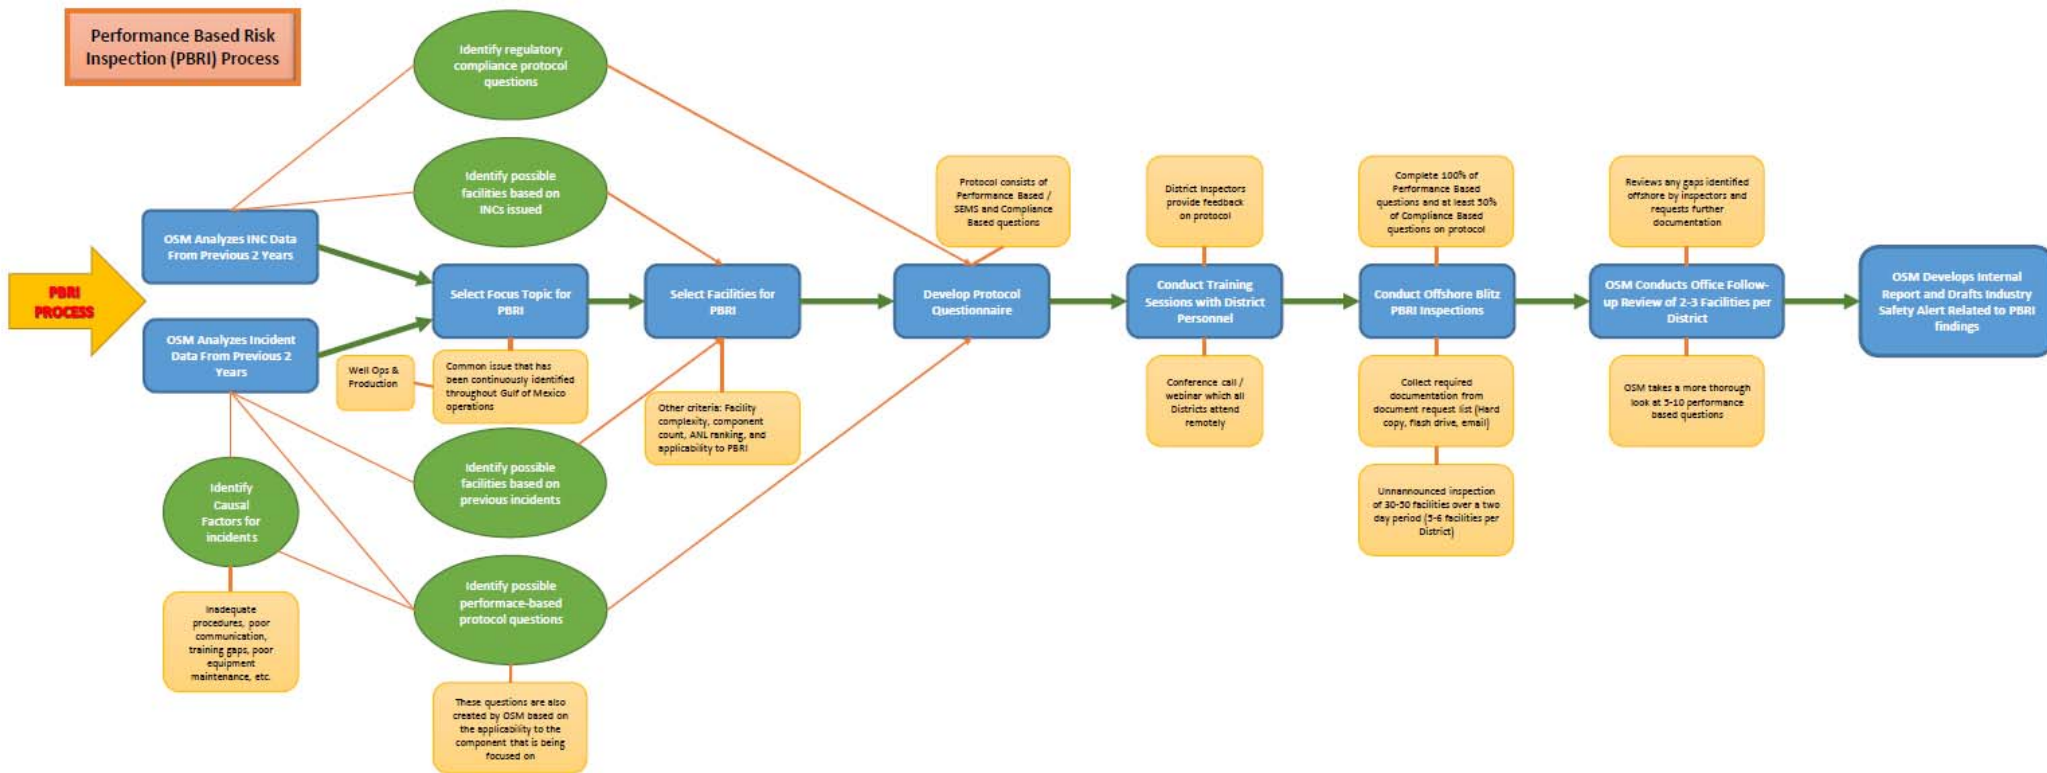 Performance Based Risk
Inspection (PBRI) Process
PBRI
PROCESS
OSM Analyzes INC Data
From Previous 2 Years
OSM Analyzes Incident
Data From Previous 2
Years
Identify regulatory
compliance protocol
questions
Identify possible
facilities based on
INCs issued
Select Focus Topic for
PBRI
Well Ops &
Production
Common issue that has
been continuously identified
throughout Gulf of Mexico
operations
Identify possible
facilities based on
previous incidents
Identify
Causal
Factors for
incidents
Inadequate
procedures, poor
communication,
training gaps, poor
equipment
maintenance, etc.
Identify possible
performace-based
protocol questions
These questions are also
created by OSM based on
the applicability to the
component that is being
focused on
Select Facilities for
PBRI
Other criteria: Facility
complexity, component
count, ANL ranking, and
applicability to PBRI
Protocol consists of
Performance Based /
SEMS and Compliance
Based questions
Develop Protocol
Questionnaire
District Inspectors
provide feedback
on protocol
Conduct Training
Sessions with District
Personnel
Conference call /
webinar which all
Districts attend
remotely
Complete 100% of
Performance Based
questions and at least 50%
of Compliance Based
questions on protocol
Conduct Offshore Blitz
PBRI Inspections
Collect required
documentation from
document request list (Hard
copy, flash drive, email)
Unannounced inspection
of 30-50 facilities over a two
day period (5-6 facilities per
District)
Reviews any gaps identified
offshore by inspectors and
requests further
documentation
OSM Conducts Office Follow-
up Review of 2-3 Facilities per
District
OSM takes a more thorough
look at 5-10 performance
based questions
OSM Develops Internal
Report and Drafts Industry
Safety Alert Related to PBRI
findings